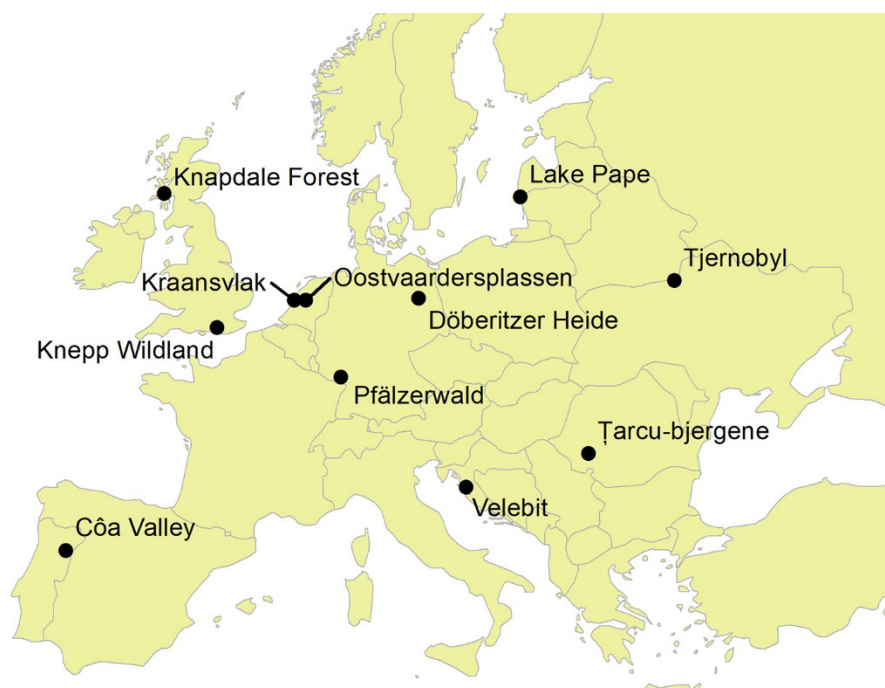 Knapdale Forest
Lake Pape
Tjernobyl
Kraansvlak
Oostvaardersplassen
Döberitzer Heide
Knepp Wildland
Pfälzerwald
Țarcu-bjergene
Velebit
Côa Valley